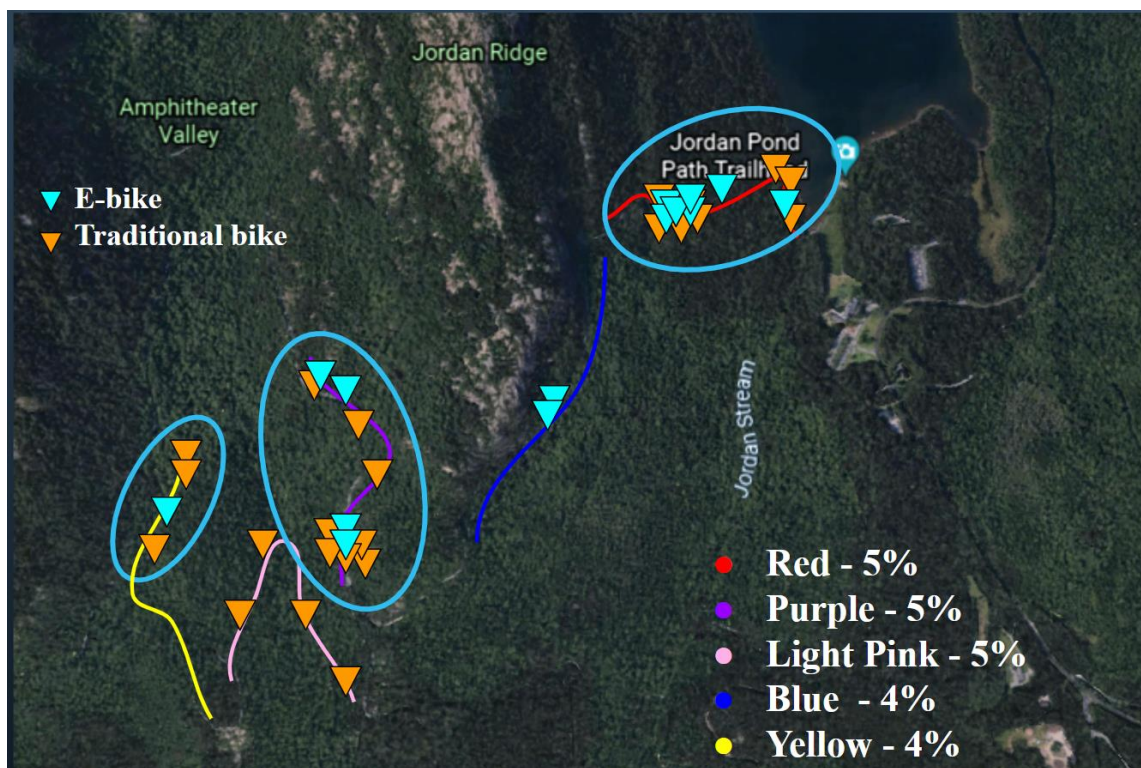 Jordan Ridge
Amphitheater
Valley
Jordan Pond
Path Trailhead
E-bike
Traditional bike
Jordan Stream
Red - 5%
Purple - 5%
Light Pink - 5%
Blue - 4%
Yellow - 4%